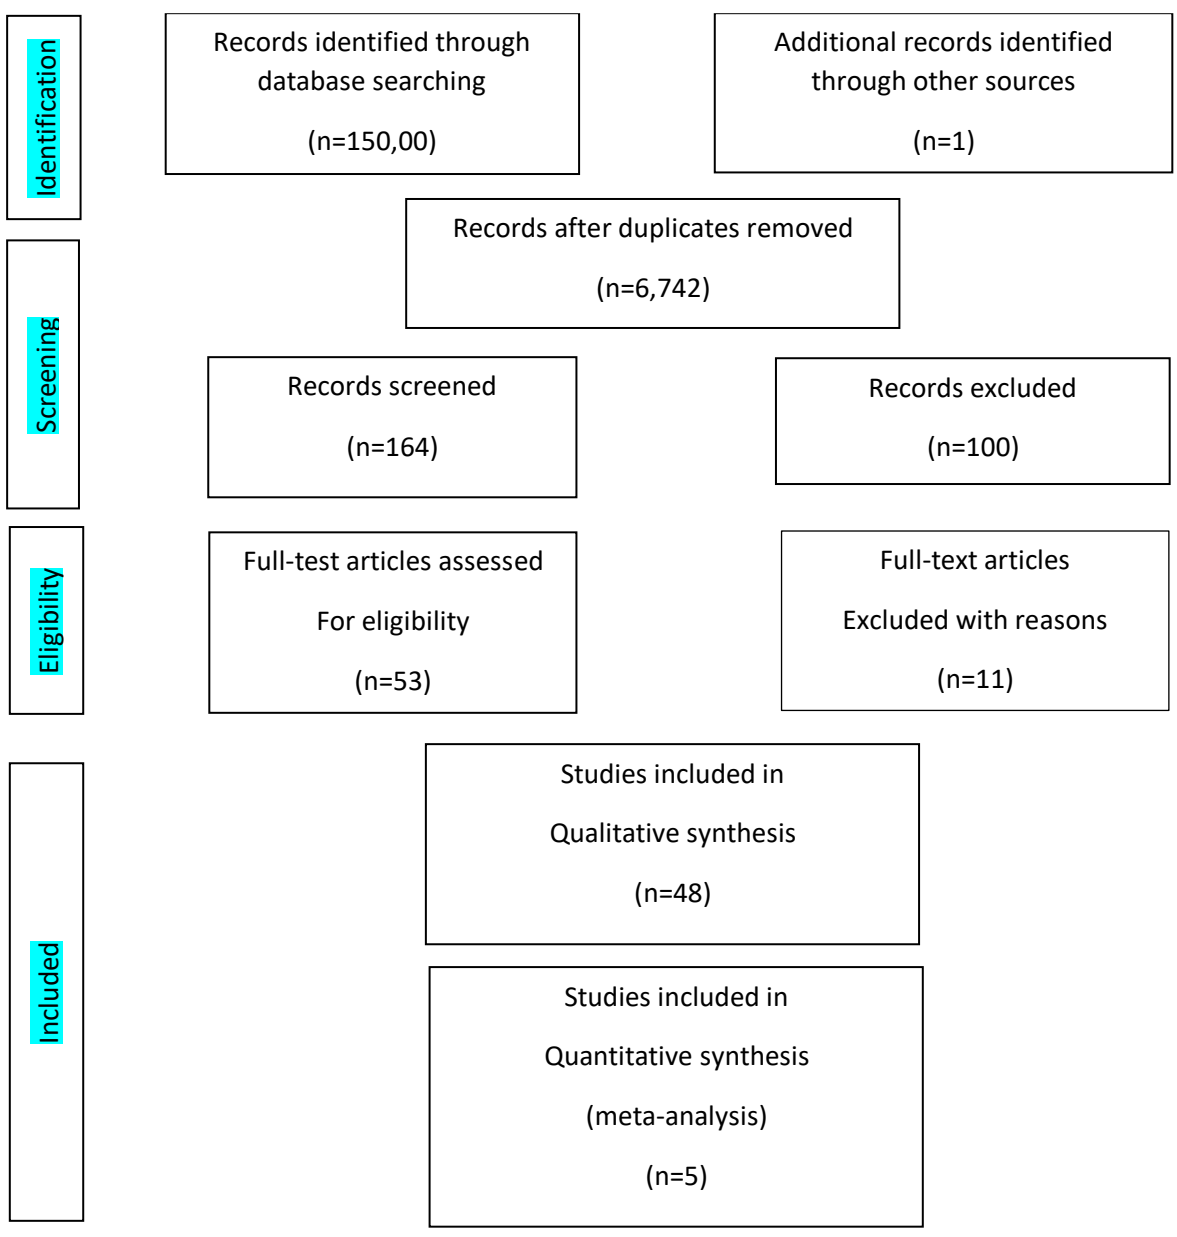 Identification
Records identified through
database searching
(n=150,00)
Additional records identified
through other sources
(n=1)
Records after duplicates removed
(n=6,742)
Screening
Records screened
(n=164)
Records excluded
(n=100)
Eligibility
Full-test articles assessed
For eligibility
(n=53)
Full-text articles
Excluded with reasons
(n=11)
Included
Studies included in
Qualitative synthesis
(n=48)
Studies included in
Quantitative synthesis
(meta-analysis)
(n=5)